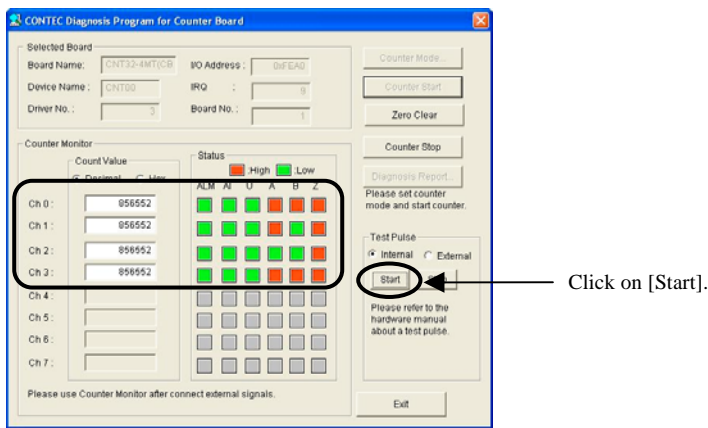 CONTEC Diagnosis Program for Counter Board
Selected Board
Board Name: CNT32-4MT(CB I/O Address : 0xFEA0
Device Name : CNT00 IRQ : 9
Driver No. : 3 Board No. : 1
Counter Mode...
Counter Start
Zero Clear
Counter Stop
Diagnosis Report...
Please set counter
mode and start counter.
Counter Monitor
Count Value
Decimal Hex
Status
:High :Low
ALM AI U A B Z
Ch 0 : 856552
Ch 1 : 856552
Ch 2 : 856552
Ch 3 : 856552
Ch 4 :
Ch 5 :
Ch 6 :
Ch 7 :
Please use Counter Monitor after connect external signals.
Test Pulse
Internal External
Start
Please refer to the
hardware manual
about a test pulse.
Exit
Click on [Start].